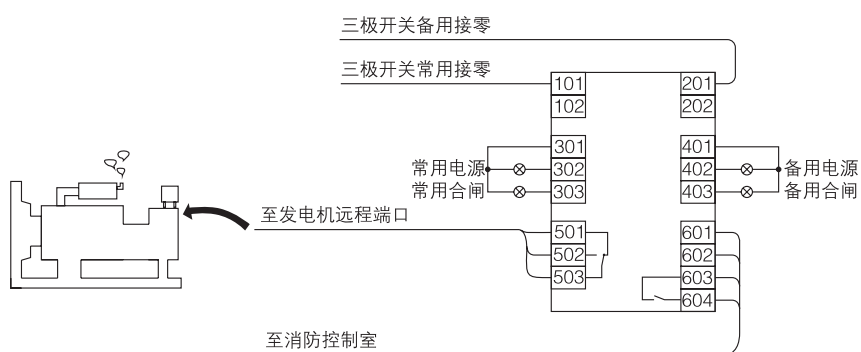 三极开关备用接零
三极开关常用接零
101
102
201
202
301
302
303
401
402
403
常用电源
常用合闸
备用电源
备用合闸
至发电机远程端口
501
502
503
601
602
603
604
至消防控制室